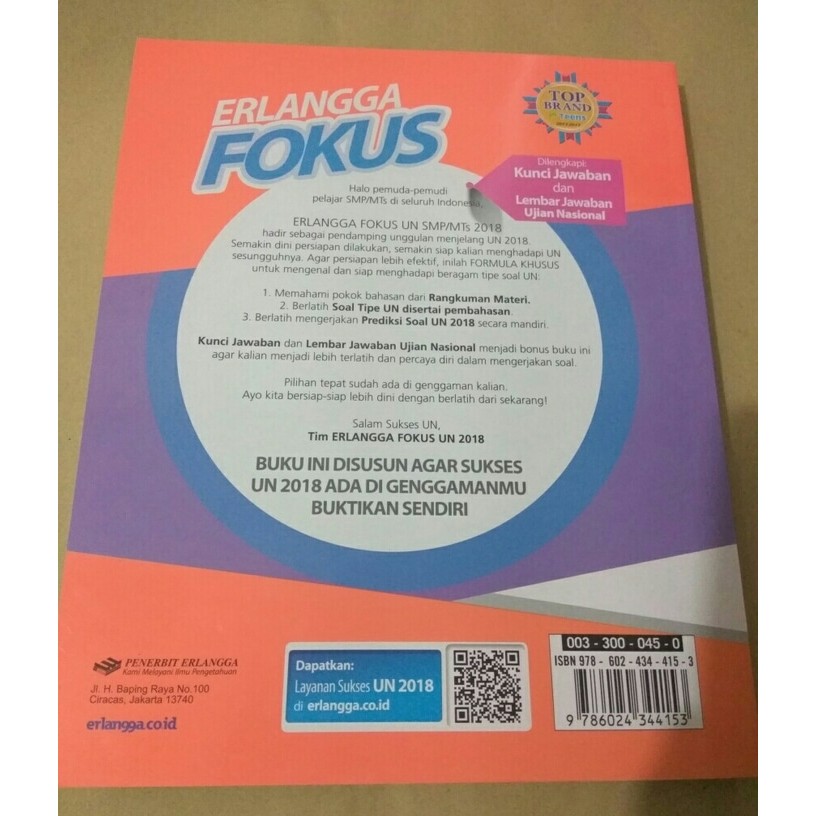 ERLANGGA
FOKUS
TOP
BRAND
Teens
Dilengkapi:
Kunci Jawaban
dan
Lembar Jawaban
Ujian Nasional
Halo pemuda-pemudi
pelajar SMP/MTs di seluruh Indonesia,
ERLANGGA FOKUS UN SMP/MTs 2018
hadir sebagai pendamping unggulan menjelang UN 2018.
Semakin dini persiapan dilakukan, semakin siap kalian menghadapi UN
sesungguhnya. Agar persiapan lebih efektif, inilah FORMULA KHUSUS
untuk mengenal dan siap menghadapi beragam tipe soal UN:
1. Memahami pokok bahasan dari Rangkuman Materi.
2. Berlatih Soal Tipe UN disertai pembahasan.
3. Berlatih mengerjakan Prediksi Soal UN 2018 secara mandiri.
Kunci Jawaban dan Lembar Jawaban Ujian Nasional menjadi bonus buku ini
agar kalian menjadi lebih terlatih dan percaya diri dalam mengerjakan soal.
Pilihan tepat sudah ada di genggaman kalian.
Ayo kita bersiap-siap lebih dini dengan berlatih dari sekarang!
Salam Sukses UN,
Tim ERLANGGA FOKUS UN 2018
BUKU INI DISUSUN AGAR SUKSES
UN 2018 ADA DI GENGGAMANMU
BUKTIKAN SENDIRI
PENERBIT ERLANGGA
Kami Melayani Ilmu Pengetahuan
Jl. H. Baping Raya No.100
Ciracas, Jakarta 13740
erlangga.co.id
Dapatkan:
Layanan Sukses UN 2018
di erlangga.co.id
003 - 300 - 045 - 0
ISBN 978 - 602 - 434 - 415 - 3
9 786024 344153